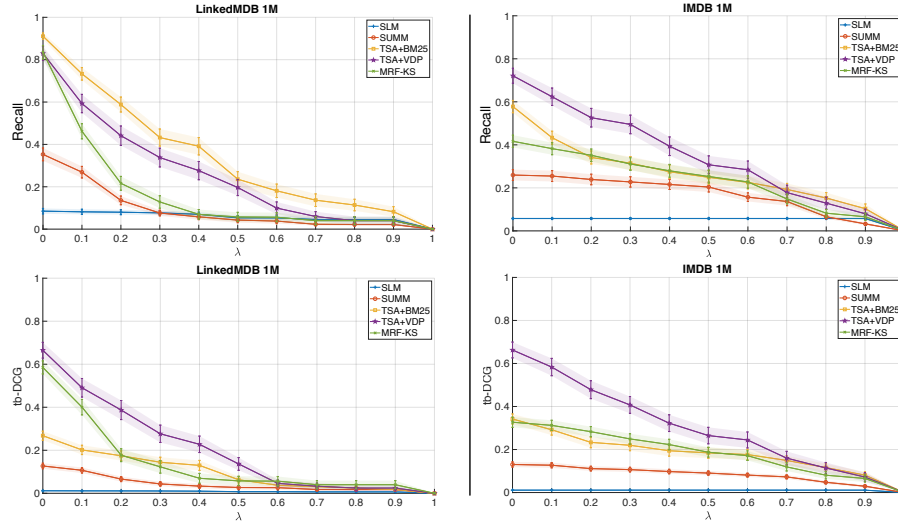 LinkedMDB 1M
1
0.8
0.6
0.4
0.2
0
Recall
0 0.1 0.2 0.3 0.4 0.5 0.6 0.7 0.8 0.9 1
λ
SLM
SUMM
TSA+BM25
TSA+VDP
MRF-KS
IMDB 1M
1
0.8
0.6
0.4
0.2
0
Recall
0 0.1 0.2 0.3 0.4 0.5 0.6 0.7 0.8 0.9
λ
SLM
SUMM
TSA+BM25
TSA+VDP
MRF-KS
LinkedMDB 1M
1
0.8
0.6
0.4
0.2
0
tb-DCG
0 0.1 0.2 0.3 0.4 0.5 0.6 0.7 0.8 0.9 1
λ
SLM
SUMM
TSA+BM25
TSA+VDP
MRF-KS
IMDB 1M
1
0.8
0.6
0.4
0.2
0
tb-DCG
0 0.1 0.2 0.3 0.4 0.5 0.6 0.7 0.8 0.9
λ
SLM
SUMM
TSA+BM25
TSA+VDP
MRF-KS